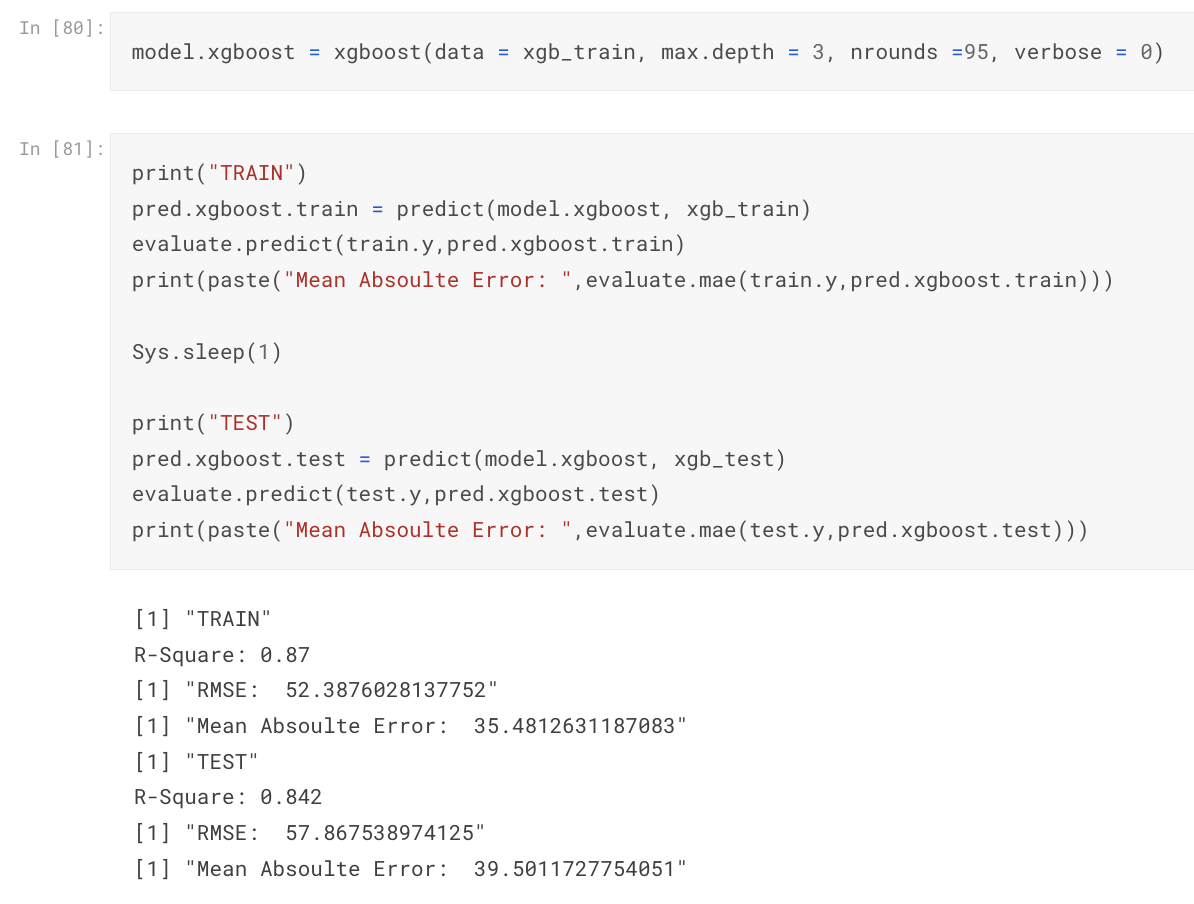 In [80]:
model.xgboost = xgboost(data = xgb_train, max.depth = 3, nrounds =95, verbose = 0)
In [81]:
print("TRAIN")
pred.xgboost.train = predict(model.xgboost, xgb_train)
evaluate.predict(train.y,pred.xgboost.train)
print(paste("Mean Absoulte Error: ",evaluate.mae(train.y,pred.xgboost.train)))
Sys.sleep(1)
print("TEST")
pred.xgboost.test = predict(model.xgboost, xgb_test)
evaluate.predict(test.y,pred.xgboost.test)
print(paste("Mean Absoulte Error: ",evaluate.mae(test.y,pred.xgboost.test)))
[1] "TRAIN"
R-Square: 0.87
[1] "RMSE:  52.3876028137752"
[1] "Mean Absoulte Error:  35.4812631187083"
[1] "TEST"
R-Square: 0.842
[1] "RMSE:  57.867538974125"
[1] "Mean Absoulte Error:  39.5011727754051"